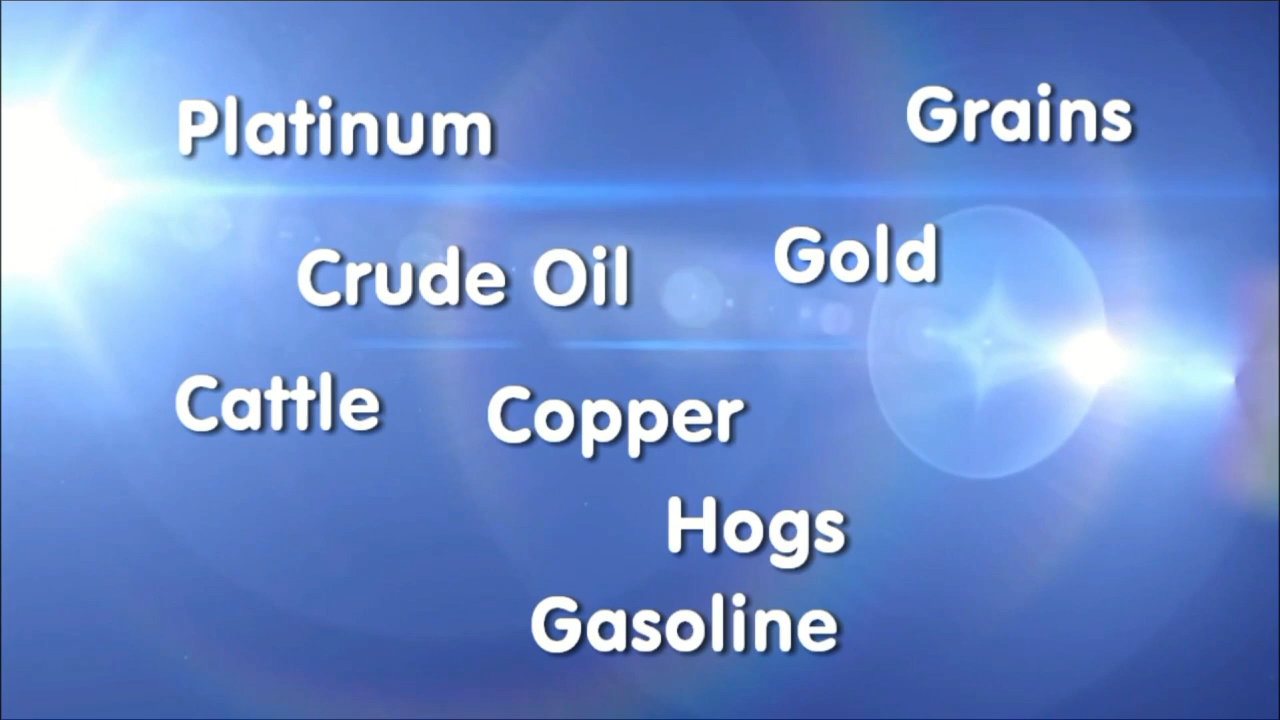 Platinum
Grains
Crude Oil
Gold
Cattle
Copper
Hogs
Gasoline